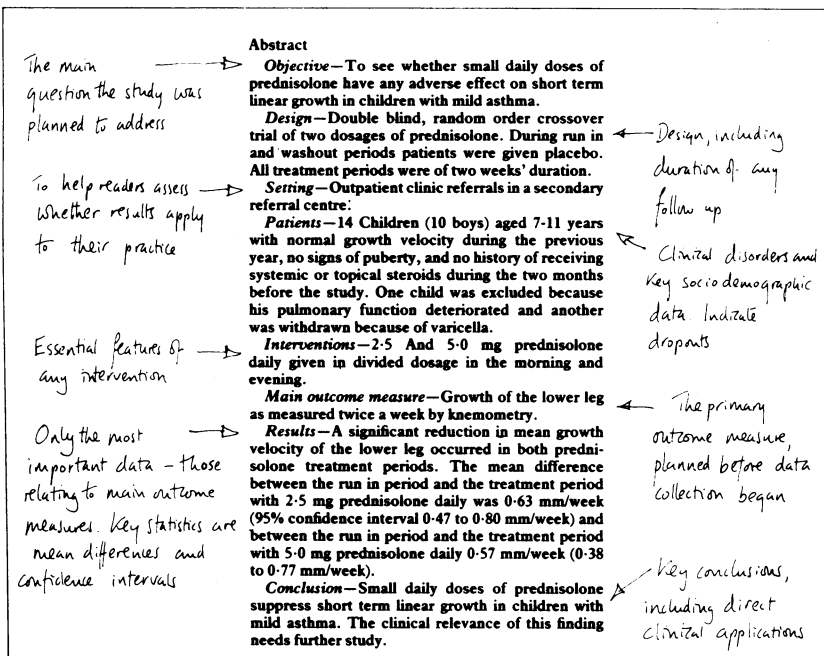 Abstract
Objective—To see whether small daily doses of
prednisolone have any adverse effect on short term
linear growth in children with mild asthma.
Design—Double blind, random order crossover
trial of two dosages of prednisolone. During run in
and washout periods patients were given placebo.
All treatment periods were of two weeks' duration.
Setting—Outpatient clinic referrals in a secondary
referral centre.
Patients—14 Children (10 boys) aged 7-11 years
with normal growth velocity during the previous
year, no signs of puberty, and no history of receiving
systemic or topical steroids during the two months
before the study. One child was excluded because
his pulmonary function deteriorated and another
was withdrawn because of varicella.
Interventions—2·5 And 5·0 mg prednisolone
daily given in divided dosage in the morning and
evening.
Main outcome measure—Growth of the lower leg
as measured twice a week by knemometry.
Results—A significant reduction in mean growth
velocity of the lower leg occurred in both predni-
solone treatment periods. The mean difference
between the run in period and the treatment period
with 2·5 mg prednisolone daily was 0·63 mm/week
(95% confidence interval 0·47 to 0·80 mm/week) and
between the run in period and the treatment period
with 5·0 mg prednisolone daily 0·57 mm/week (0·38
to 0·77 mm/week).
Conclusion—Small daily doses of prednisolone
suppress short term linear growth in children with
mild asthma. The clinical relevance of this finding
needs further study.
The main
question the study was
planned to address
To help readers assess
whether results apply
to their practice
Essential features of
any intervention
Only the most
important data - those
relating to main outcome
measures. Key statistics are
mean differences and
confidence intervals
Design, including
duration of any
follow up
Clinical disorders and
key sociodemographic
data. Indicate
dropouts
The primary
outcome measure,
planned before data
collection began
Key conclusions,
including direct
clinical applications